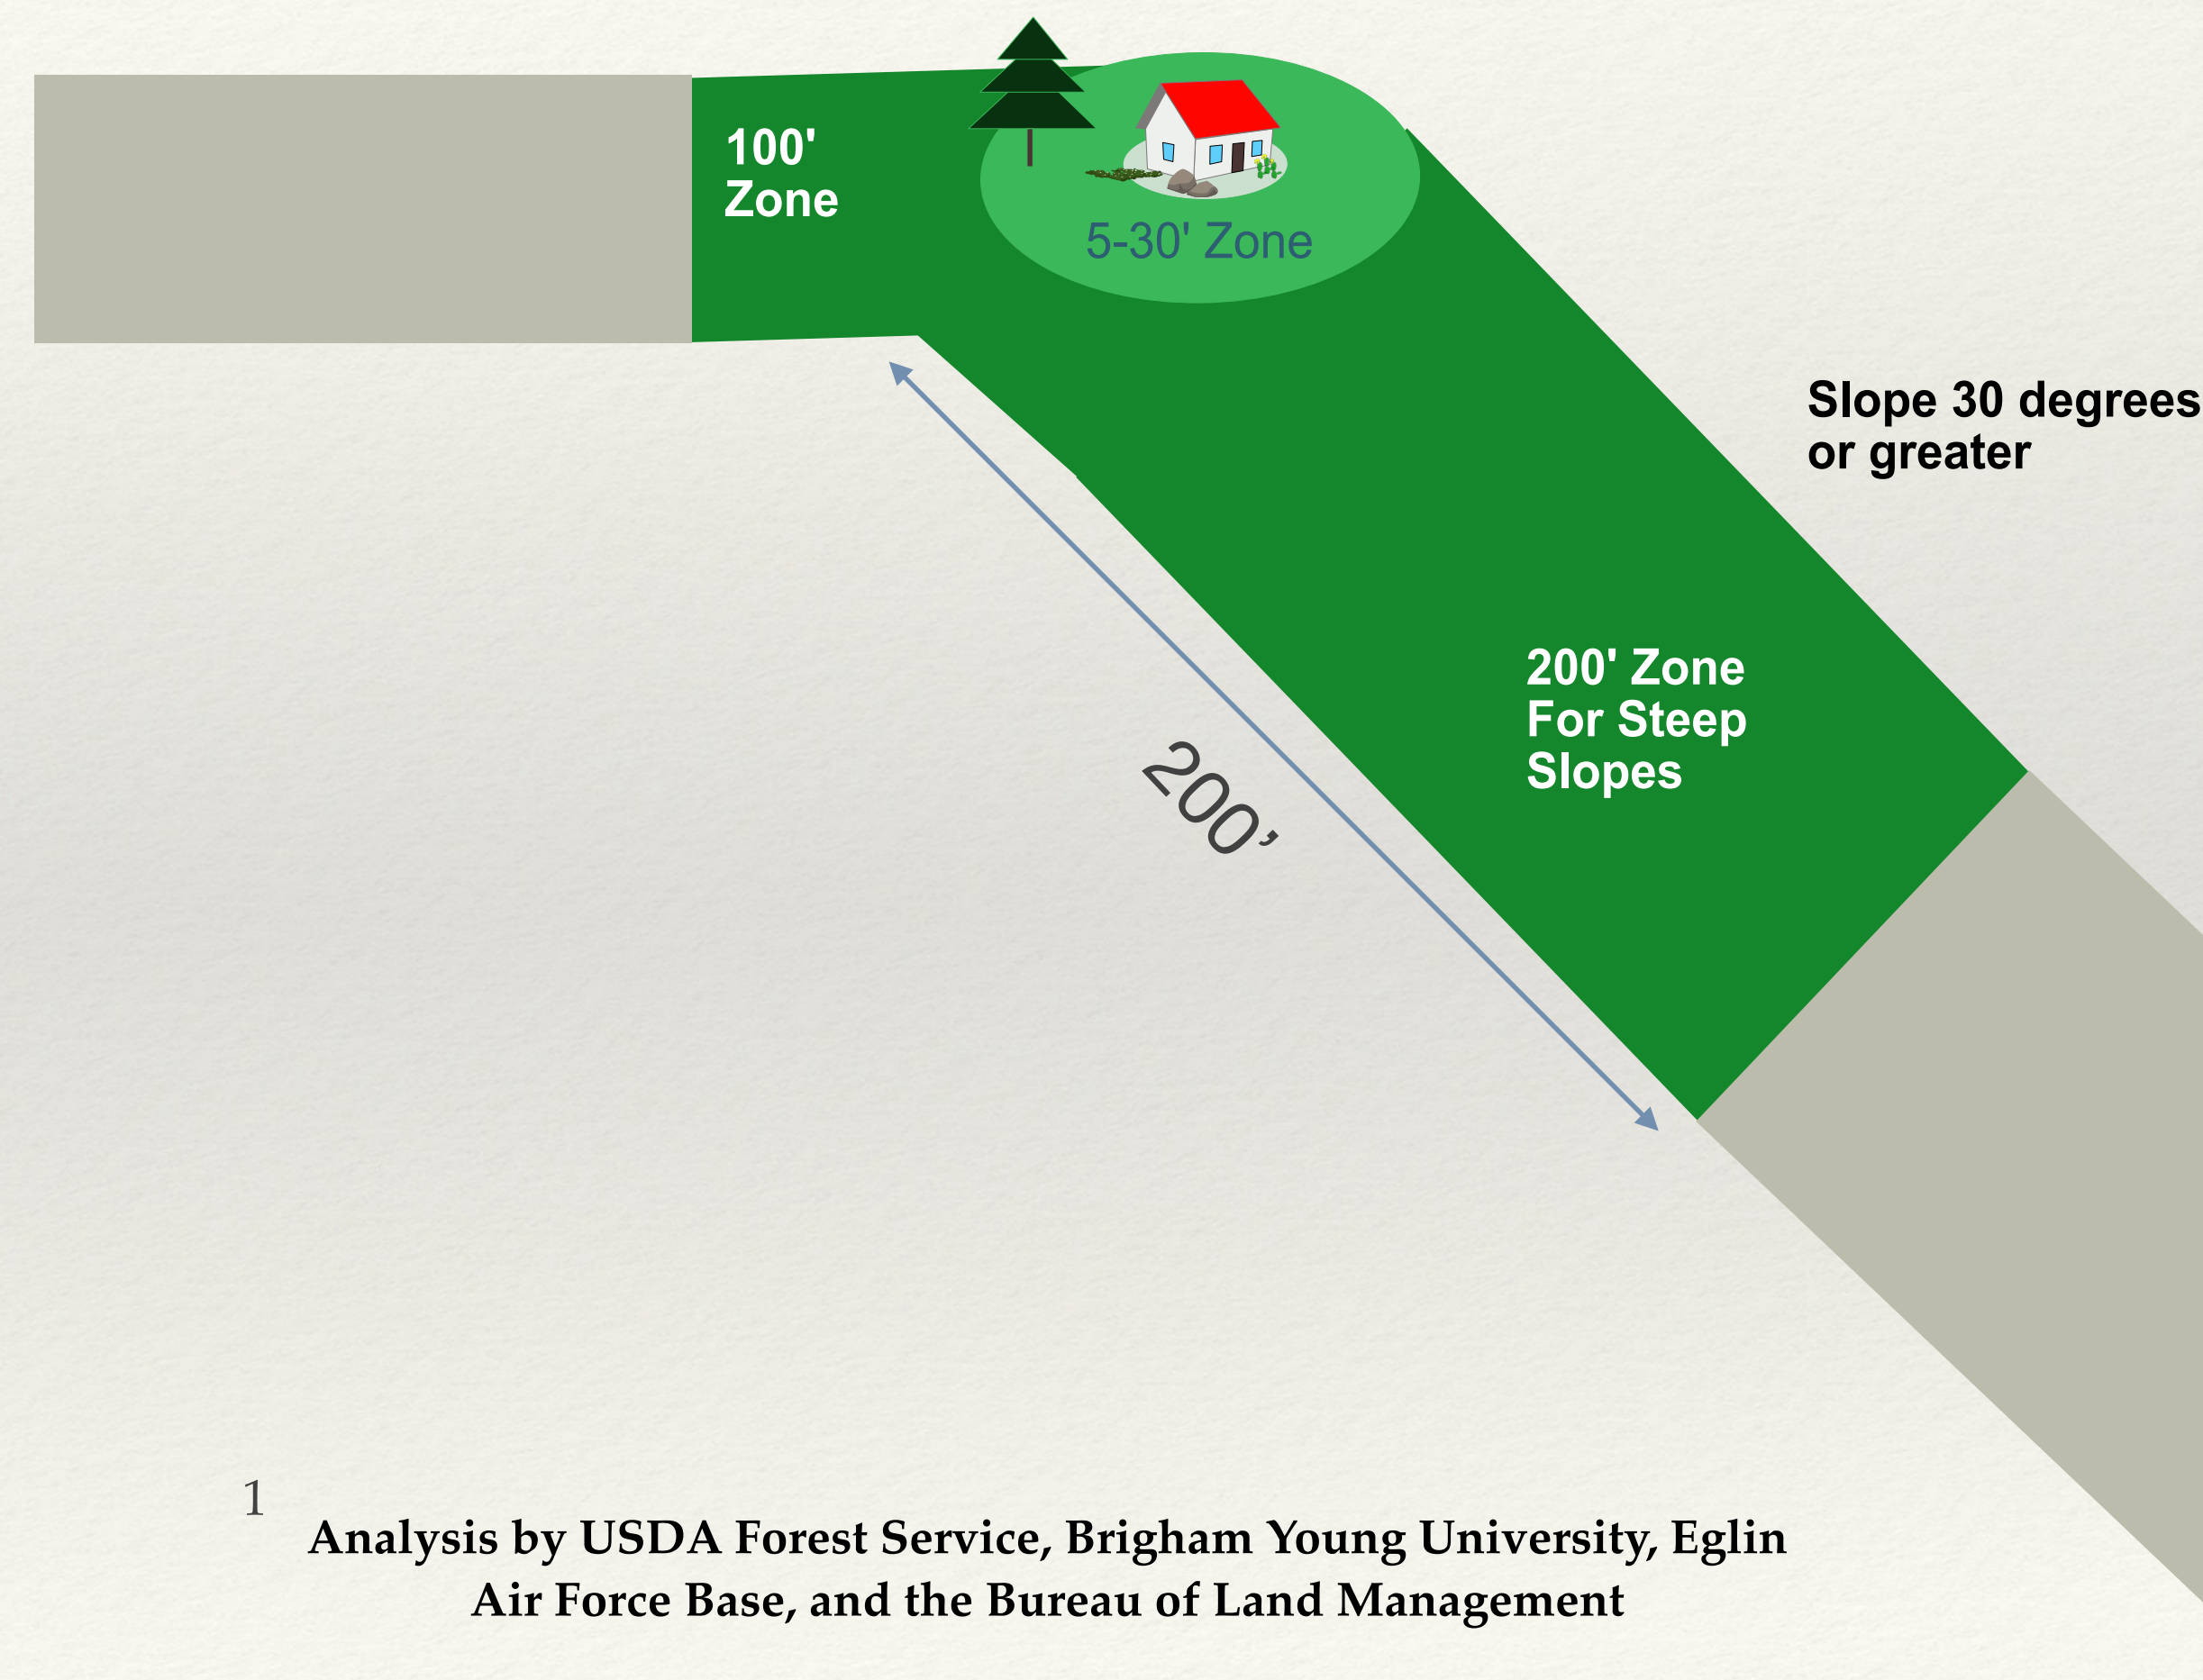 100'
Zone
5-30' Zone
Slope 30 degrees
or greater
200' Zone
For Steep
Slopes
200’
1
Analysis by USDA Forest Service, Brigham Young University, Eglin
Air Force Base, and the Bureau of Land Management